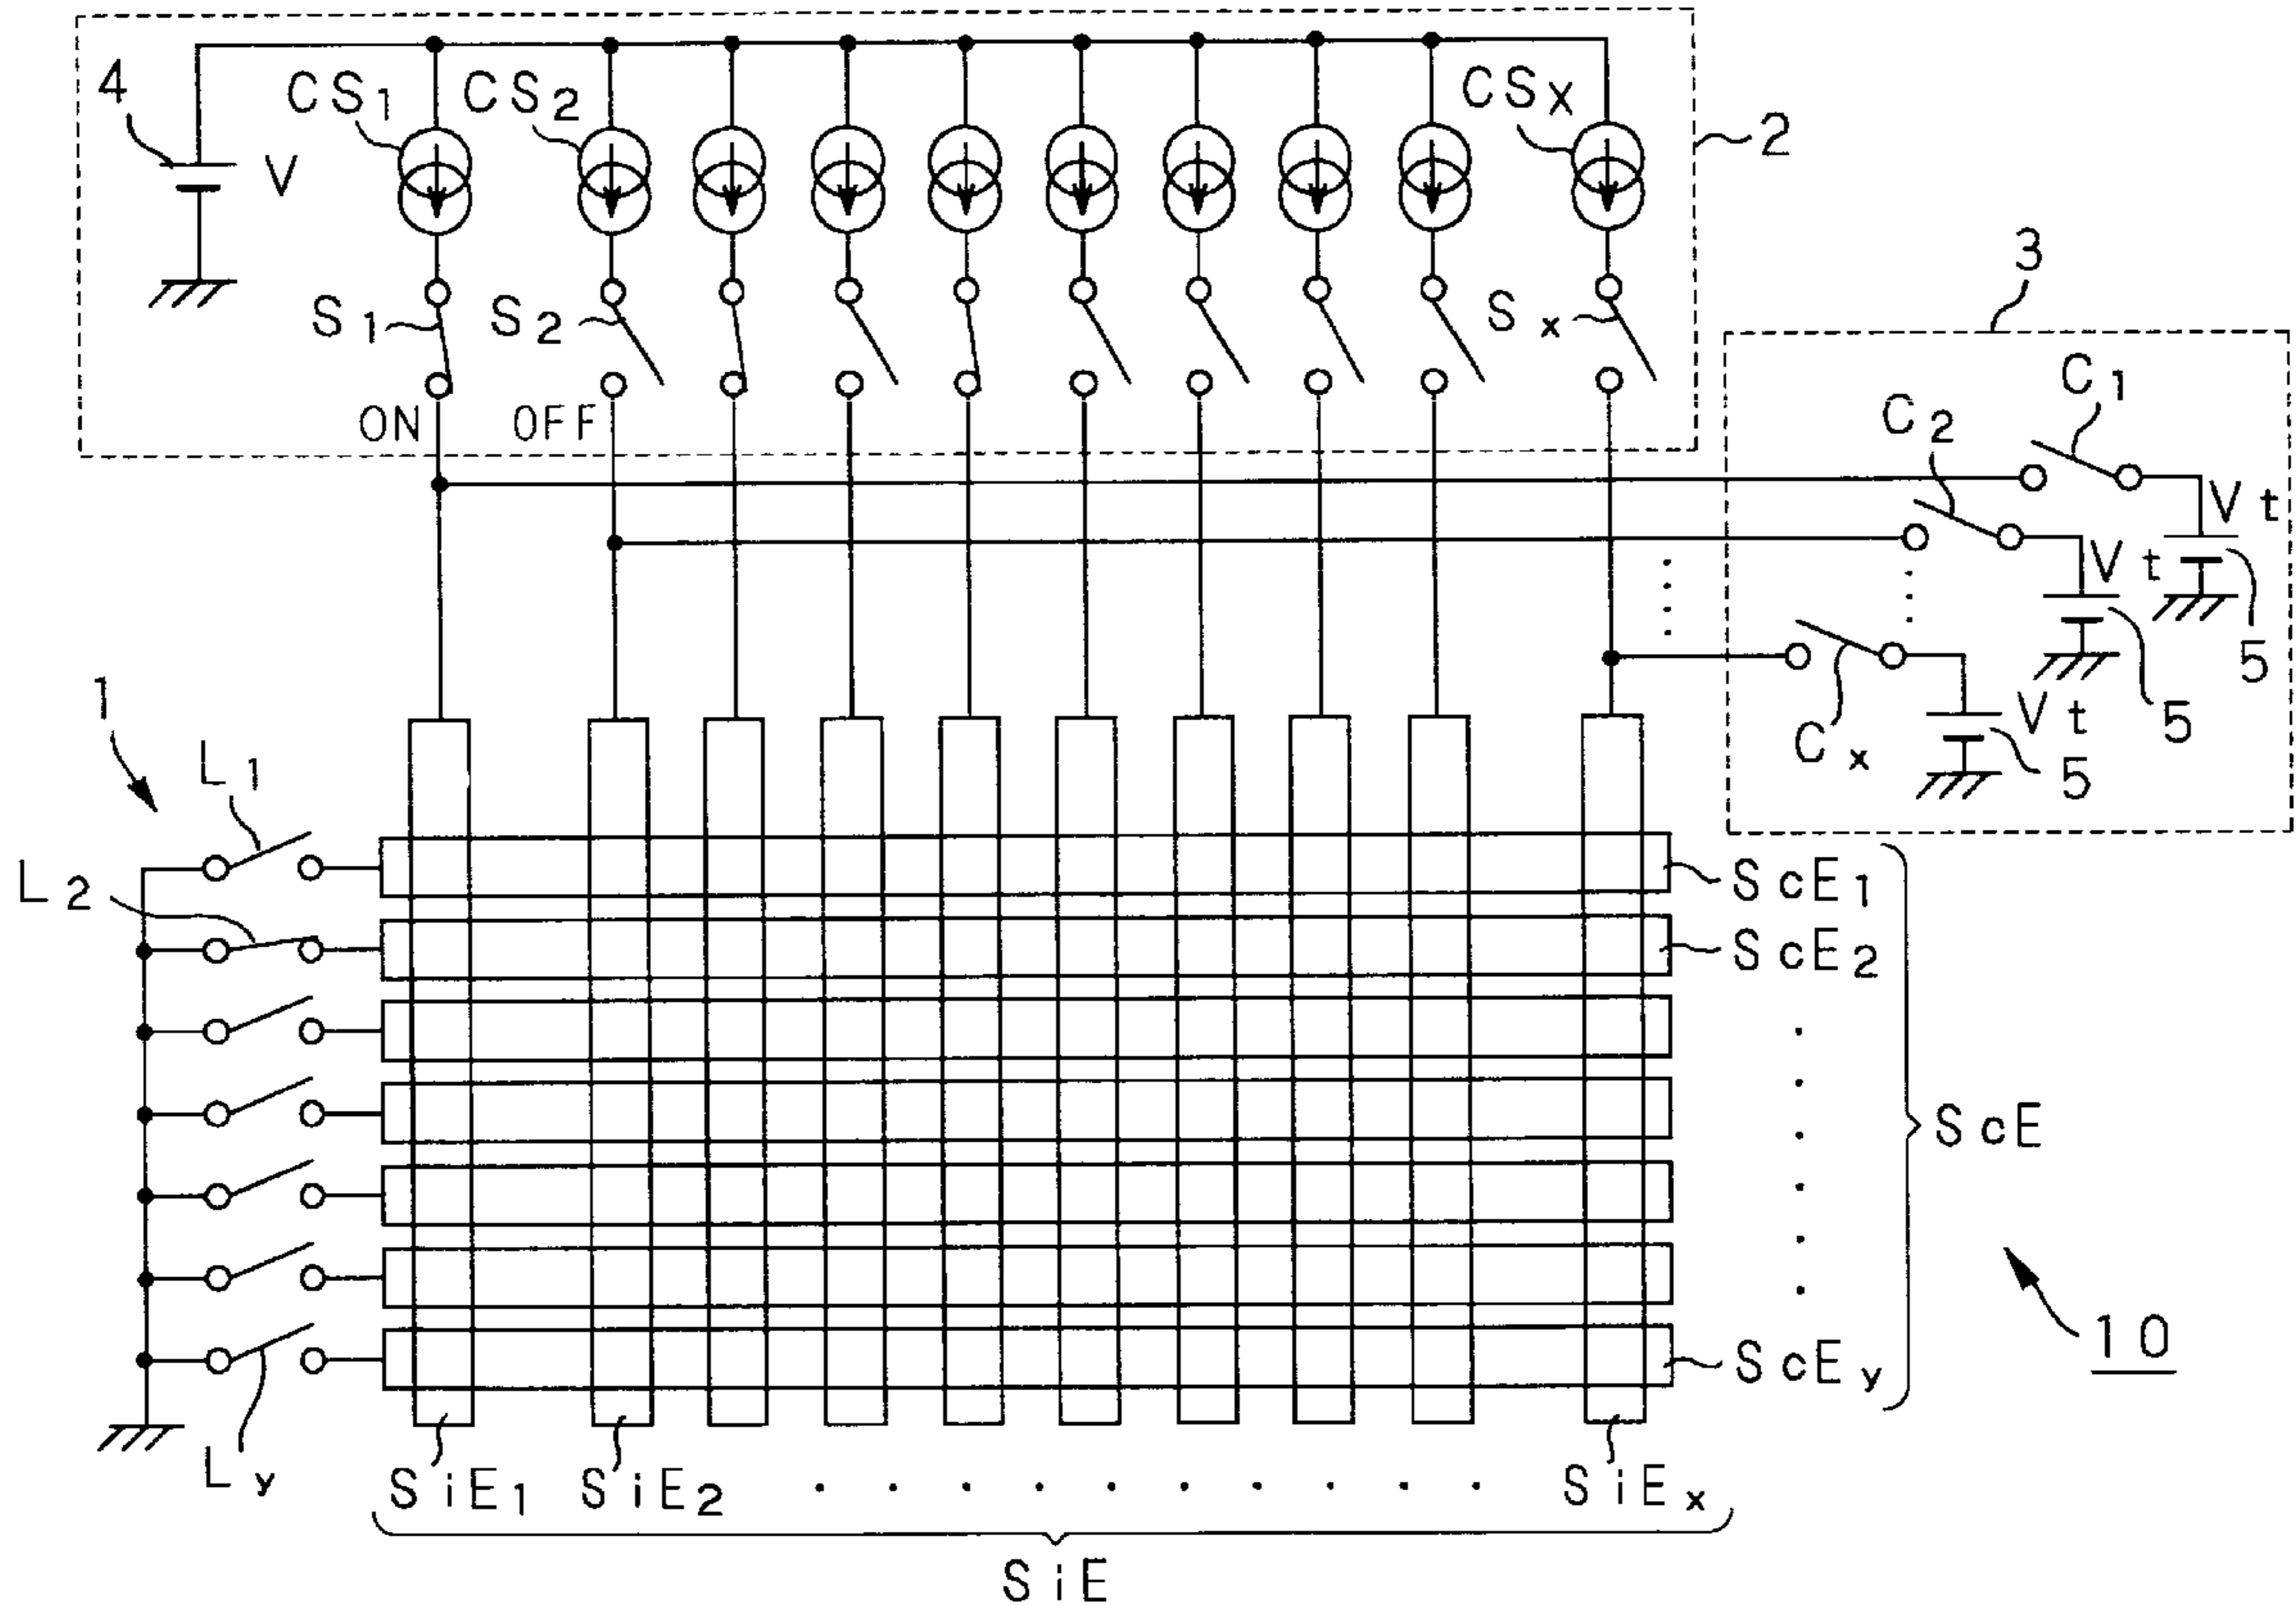 4
V
CS1
CS2
CSX
2
S1
S2
Sx
ON
OFF
3
C1
C2
Cx
Vt
Vt
Vt
5
5
5
1
L1
L2
Ly
ScE1
ScE2
ScEy
ScE
10
SiE1
SiE2
SiEx
SiE